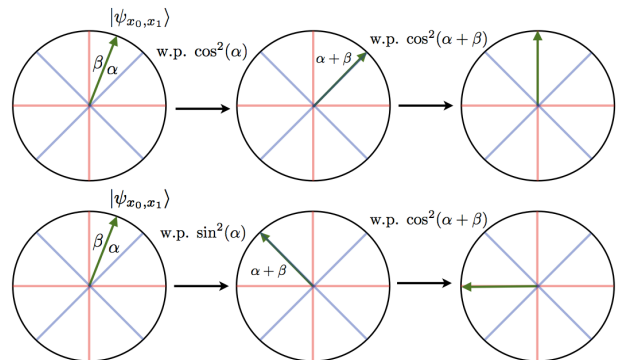 |ψ_{x_0,x_1}⟩
β α
w.p. cos²(α)
α + β
w.p. cos²(α + β)
|ψ_{x_0,x_1}⟩
β α
w.p. sin²(α)
α + β
w.p. cos²(α + β)